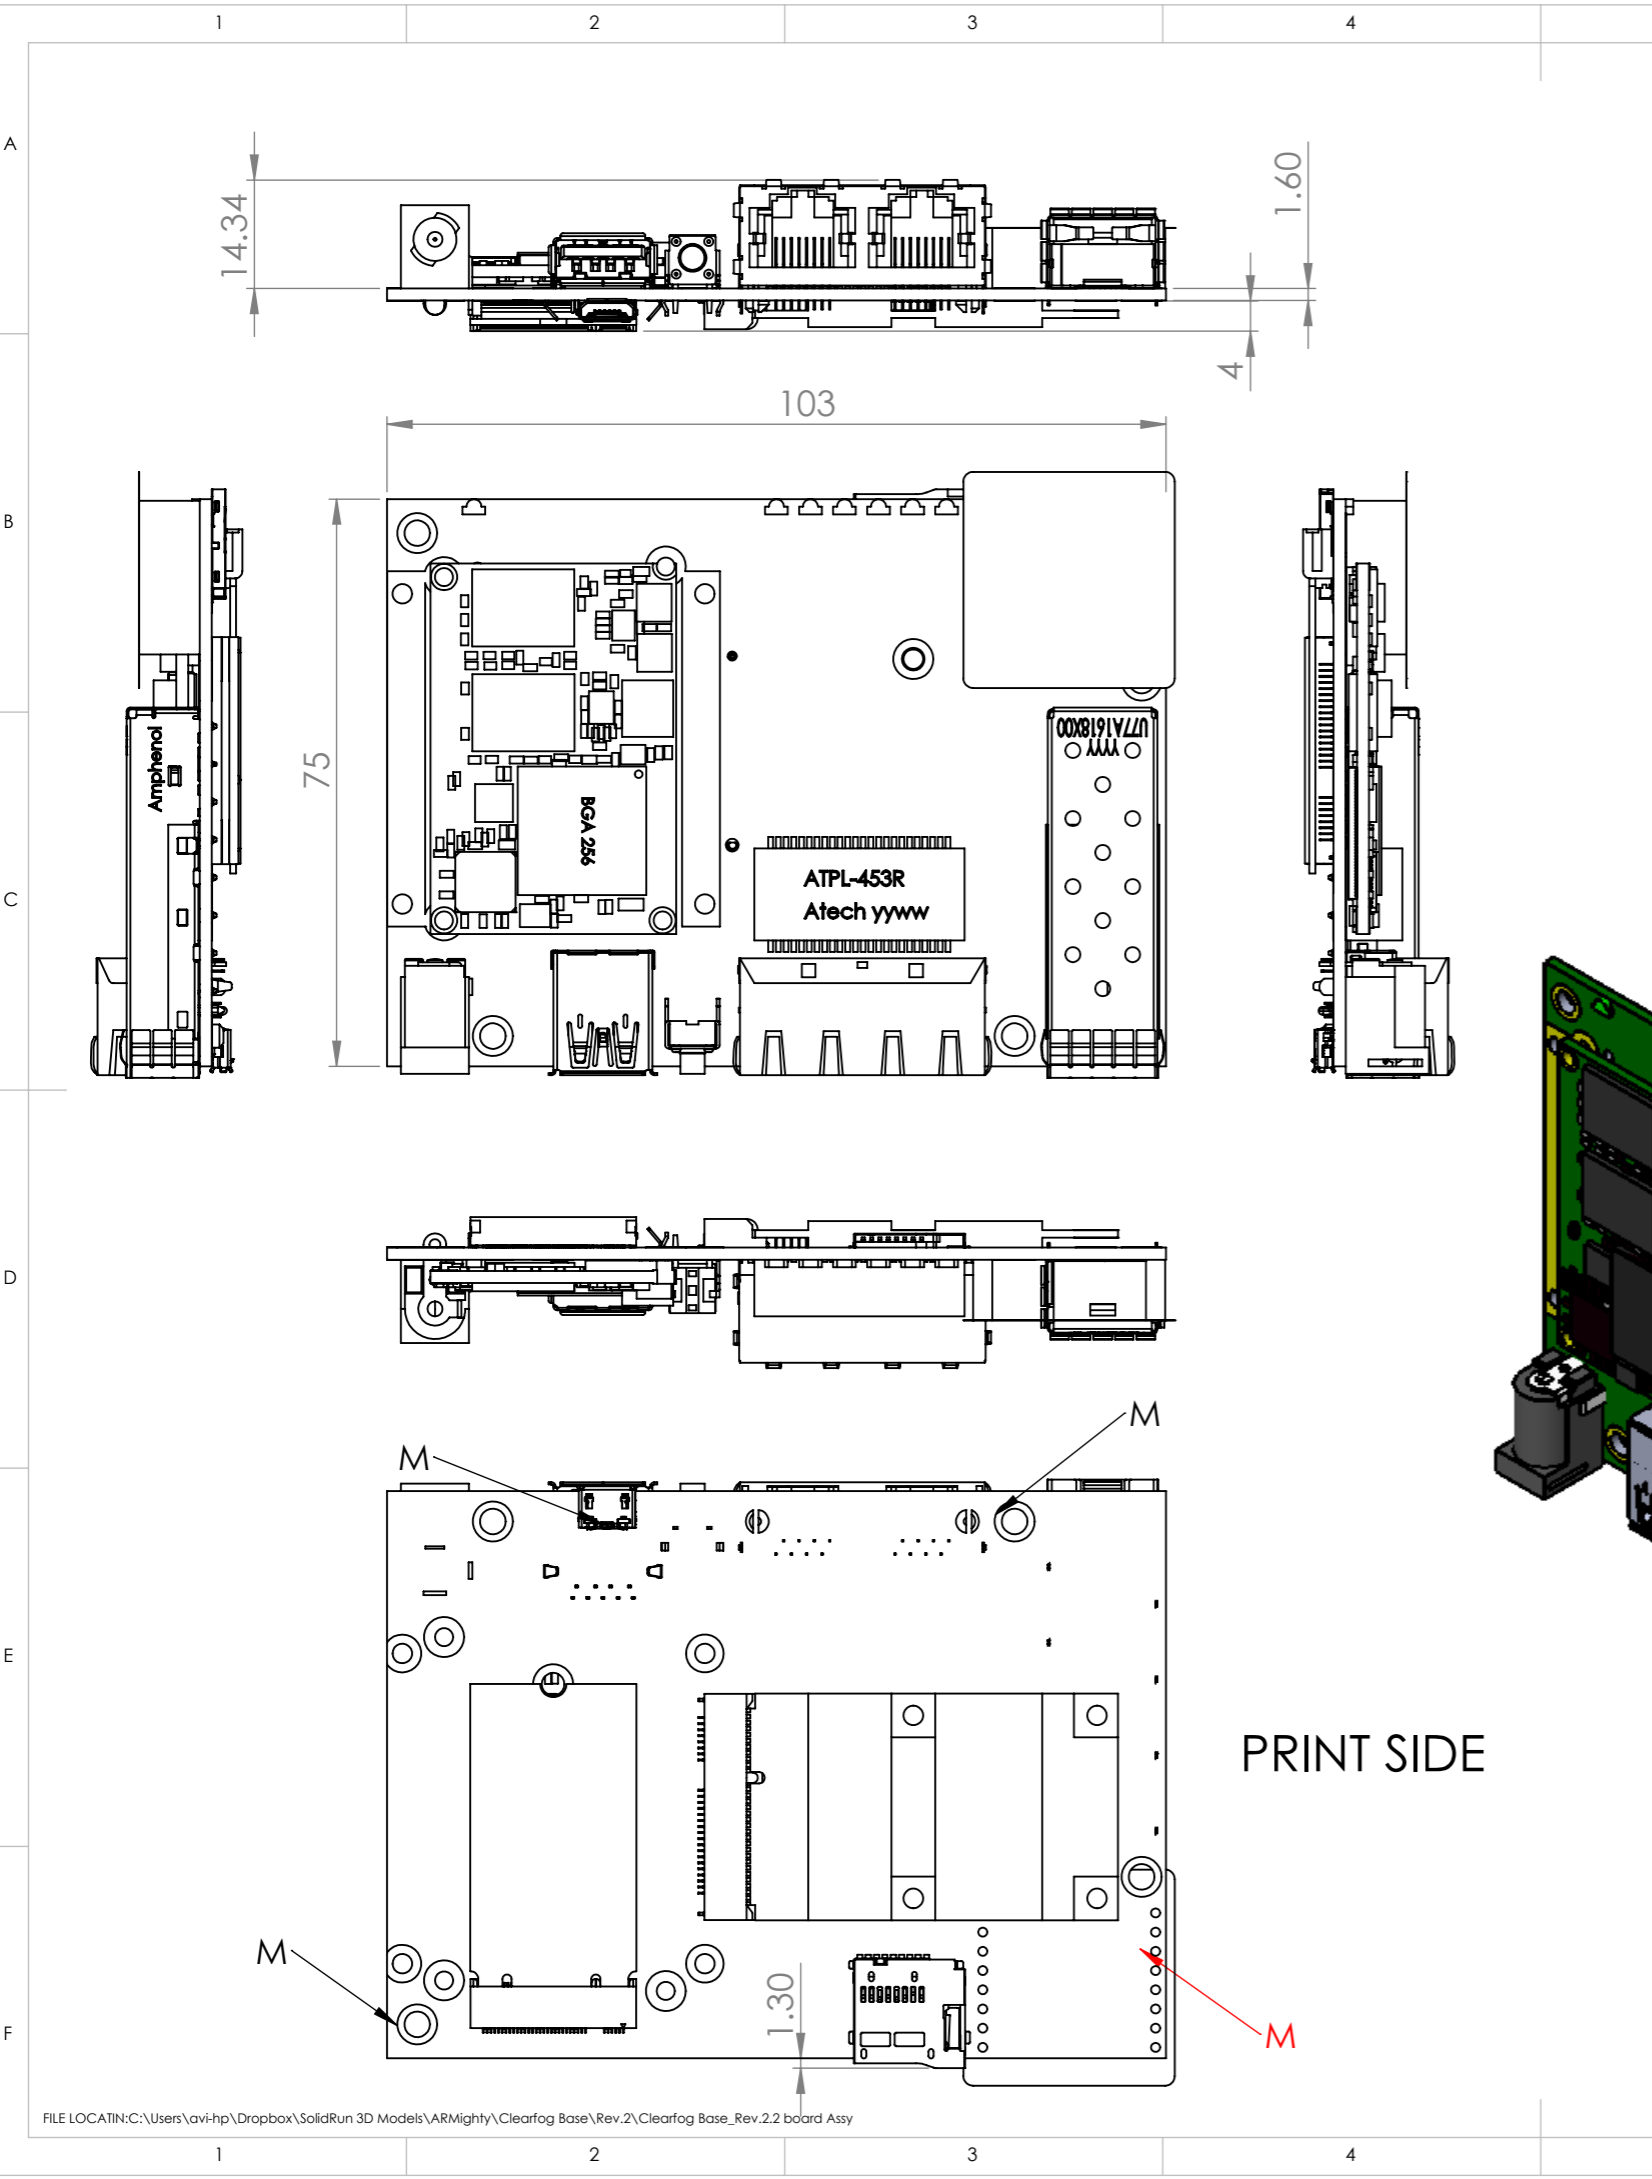 1 2 3 4
A
14.34
1.60
4
103
B
75
Amphenol
U77A1618X00
YYY
BGA 256
C
ATPL-453R
Atech yyww
D
M
M
E
PRINT SIDE
M
1.30
F
M
FILE LOCATIN:C:\Users\avi-hp\Dropbox\SolidRun 3D Models\ARMighty\Clearfog Base\Rev.2\Clearfog Base_Rev.2.2 board Assy
1 2 3 4